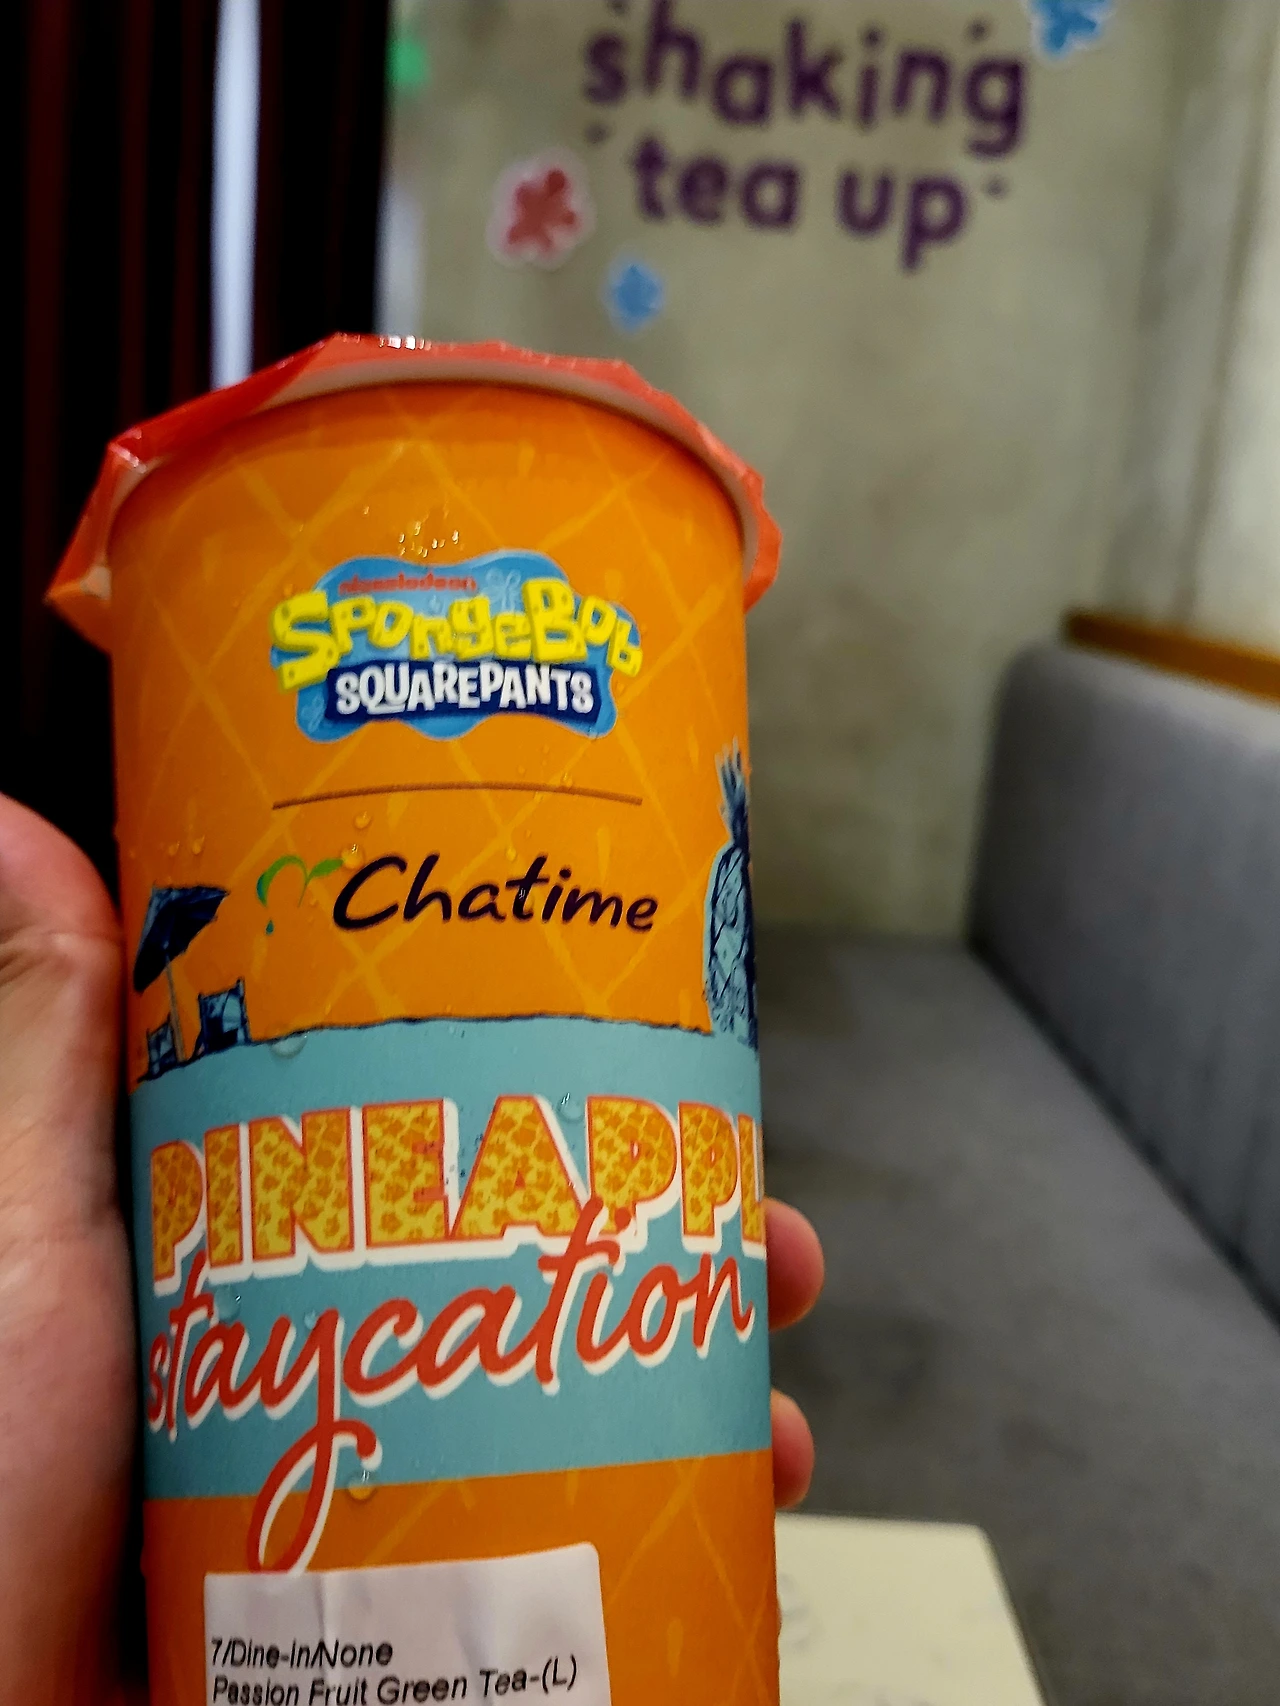 shaking
tea up
nickelodeon
SPongeBob
SQUAREPANTS
Chatime
PINEAPPL
staycation
7/Dine-in/None
Passion Fruit Green Tea-(L)